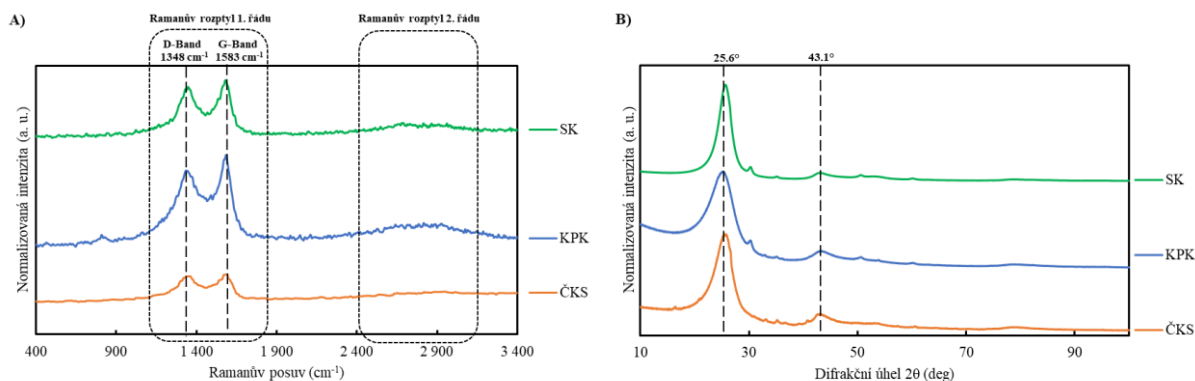 A)
Ramanův rozptyl 1. řádu
Ramanův rozptyl 2. řádu
D-Band
1348 cm-1
G-Band
1583 cm-1
Normalizovaná intenzita (a. u.)
SK
KPK
ČKS
400 900 1 400 1 900 2 400 2 900 3 400
Ramanův posuv (cm-1)
B)
25.6° 43.1°
Normalizovaná intenzita (a. u.)
SK
KPK
ČKS
10 30 50 70 90
Difrakční úhel 2θ (deg)